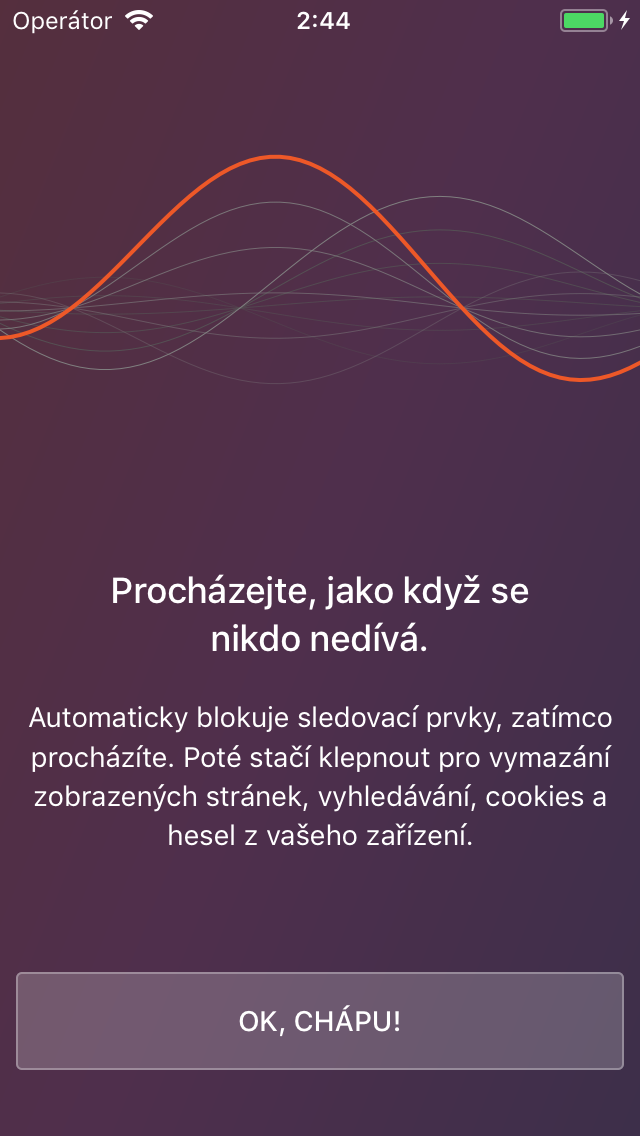 Operátor 2:44
Procházejte, jako když se
nikdo nedívá.
Automaticky blokuje sledovací prvky, zatímco
procházíte. Poté stačí klepnout pro vymazání
zobrazených stránek, vyhledávání, cookies a
hesel z vašeho zařízení.
OK, CHÁPU!